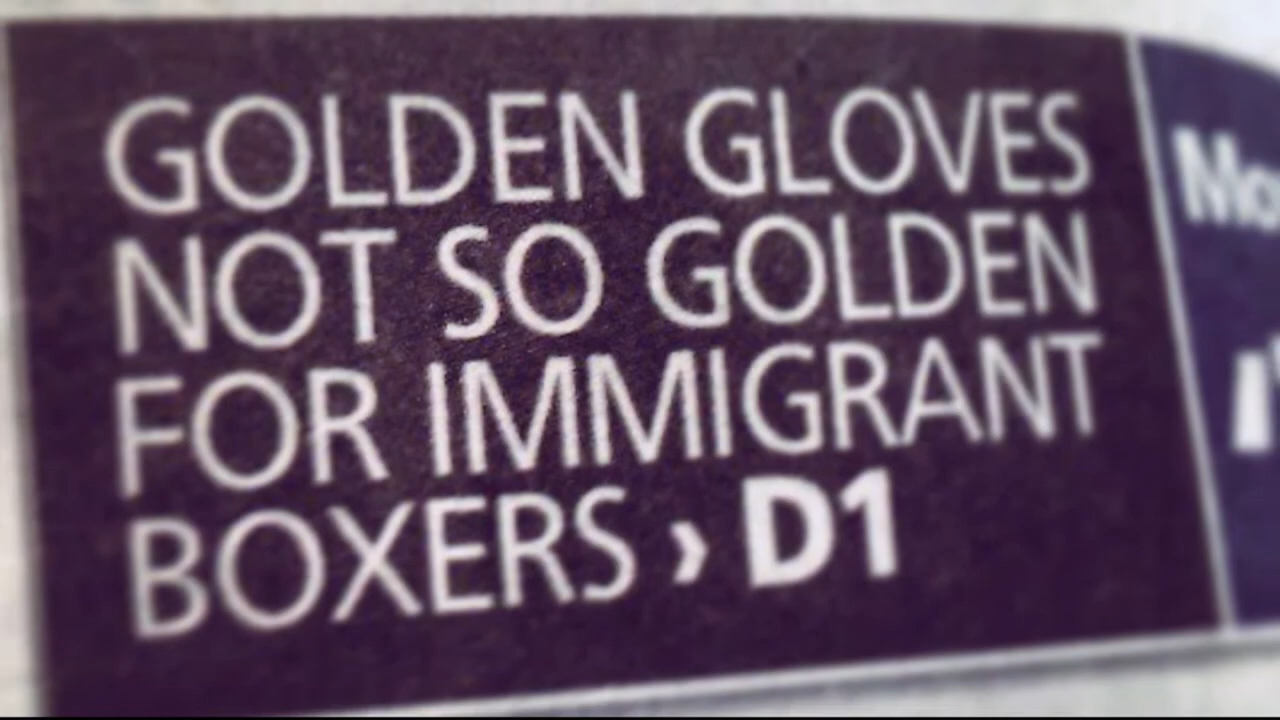 GOLDEN GLOVES
NOT SO GOLDEN
FOR IMMIGRANT
BOXERS › D1